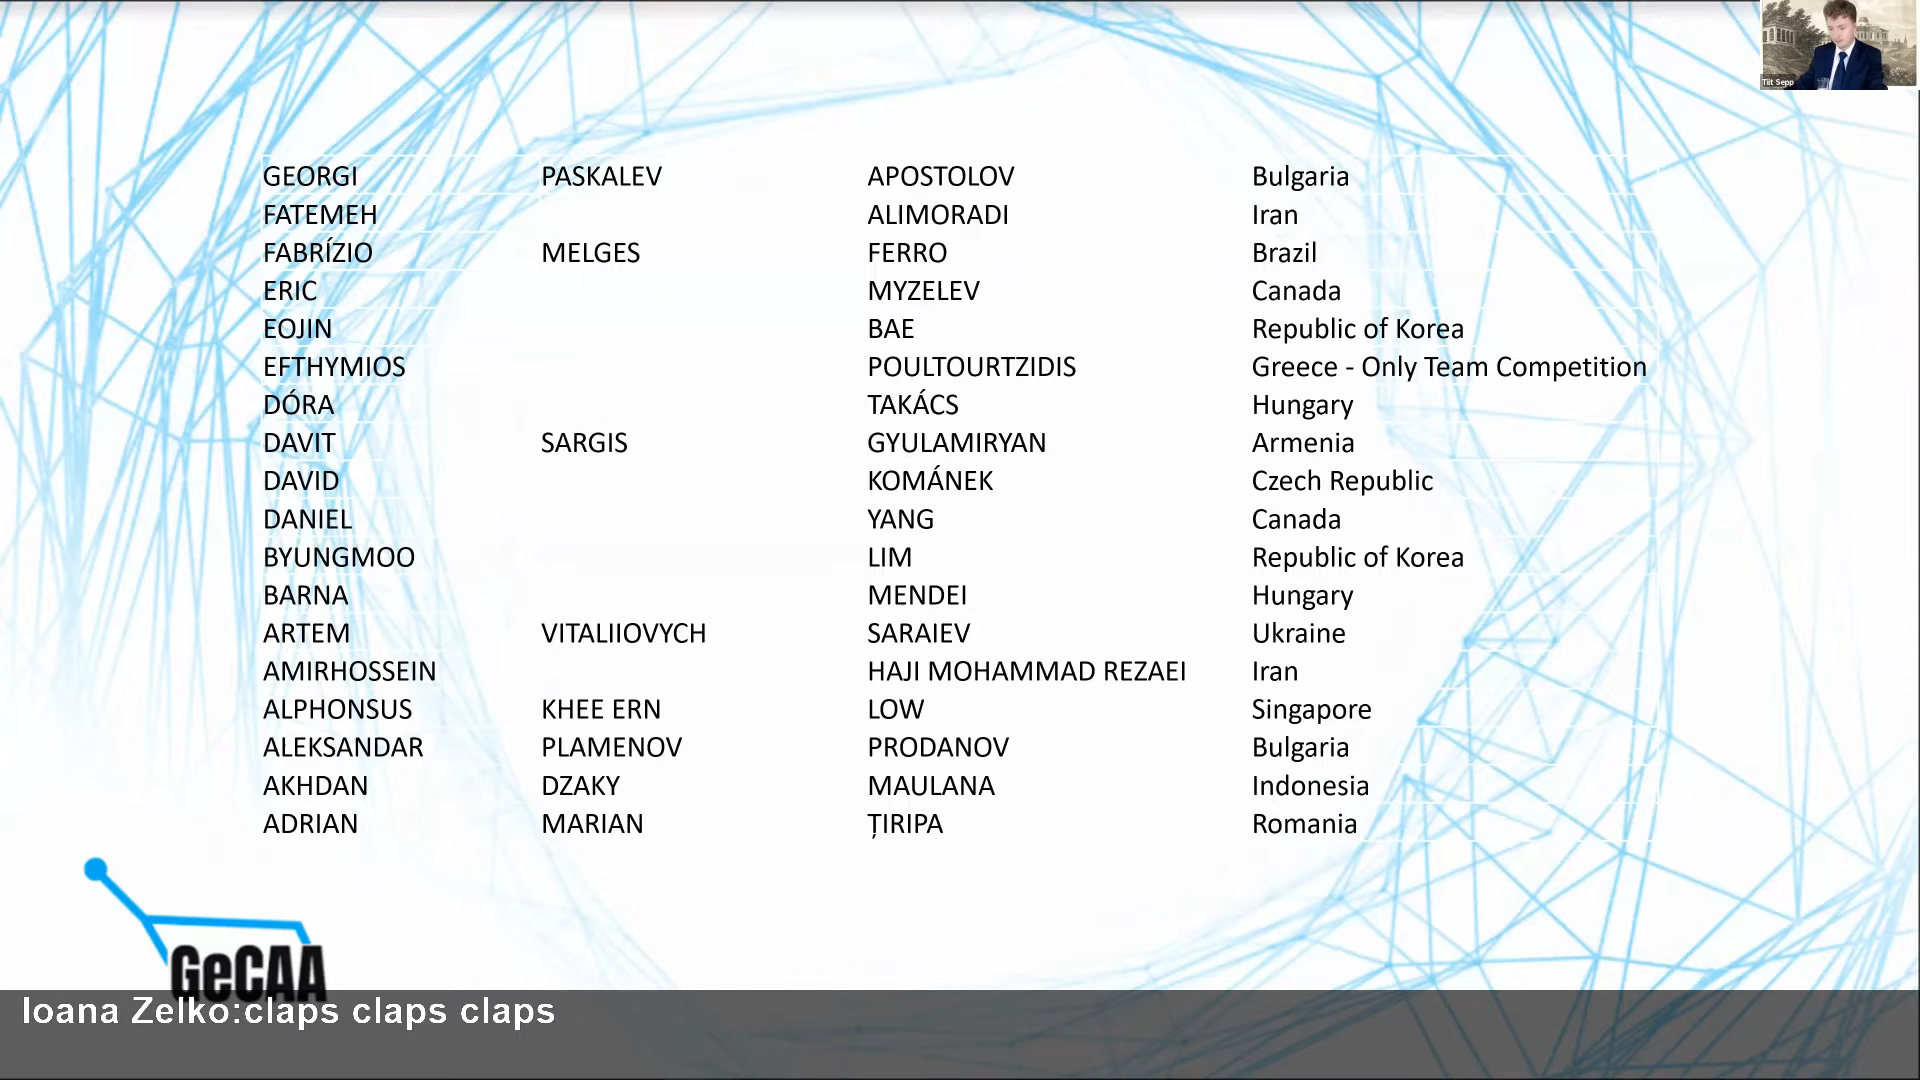 Tiit Sepp
GEORGI PASKALEV APOSTOLOV Bulgaria
FATEMEH ALIMORADI Iran
FABRÍZIO MELGES FERRO Brazil
ERIC MYZELEV Canada
EOJIN BAE Republic of Korea
EFTHYMIOS POULTOURTZIDIS Greece - Only Team Competition
DÓRA TAKÁCS Hungary
DAVIT SARGIS GYULAMIRYAN Armenia
DAVID KOMÁNEK Czech Republic
DANIEL YANG Canada
BYUNGMOO LIM Republic of Korea
BARNA MENDEI Hungary
ARTEM VITALIIOVYCH SARAIEV Ukraine
AMIRHOSSEIN HAJI MOHAMMAD REZAEI Iran
ALPHONSUS KHEE ERN LOW Singapore
ALEKSANDAR PLAMENOV PRODANOV Bulgaria
AKHDAN DZAKY MAULANA Indonesia
ADRIAN MARIAN ȚIRIPA Romania
GeCAA
Ioana Zelko:claps claps claps